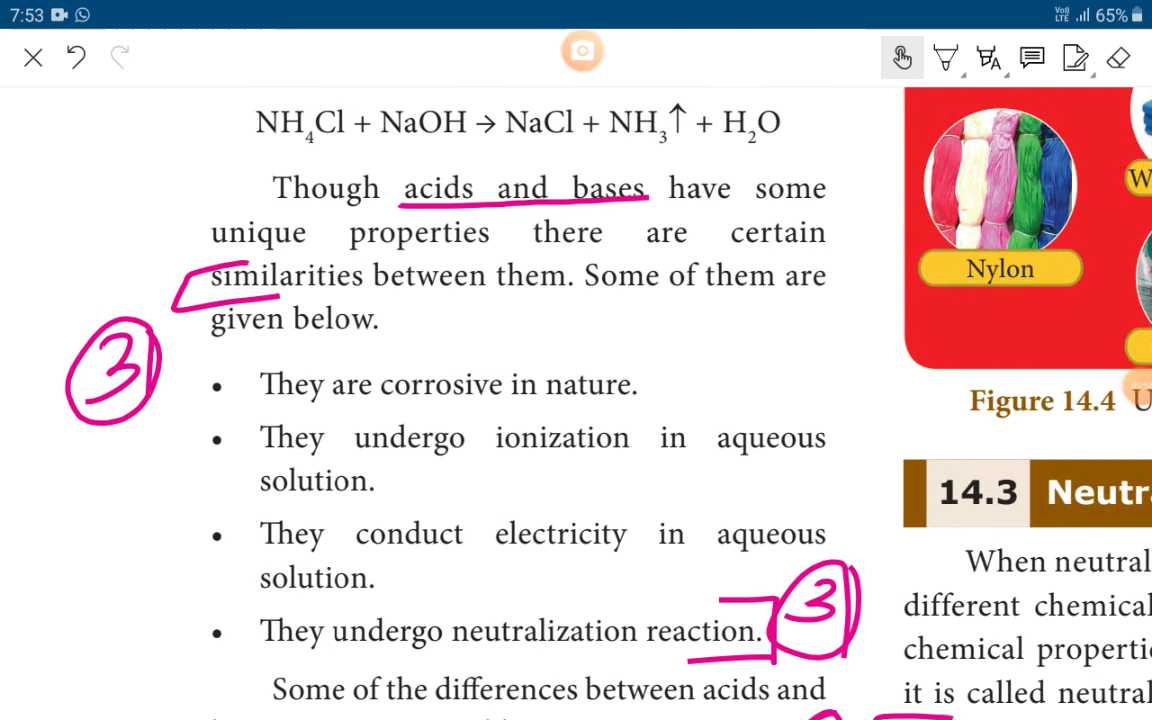 7:53
Vo)) LTE 65%
NH₄Cl + NaOH → NaCl + NH₃↑ + H₂O
Though acids and bases have some
unique properties there are certain
similarities between them. Some of them are
given below.
3
• They are corrosive in nature.
• They undergo ionization in aqueous
solution.
• They conduct electricity in aqueous
solution.
• They undergo neutralization reaction.
3
Some of the differences between acids and
Nylon
W
Figure 14.4 U
14.3 Neutr
When neutral
different chemical
chemical properti
it is called neutral